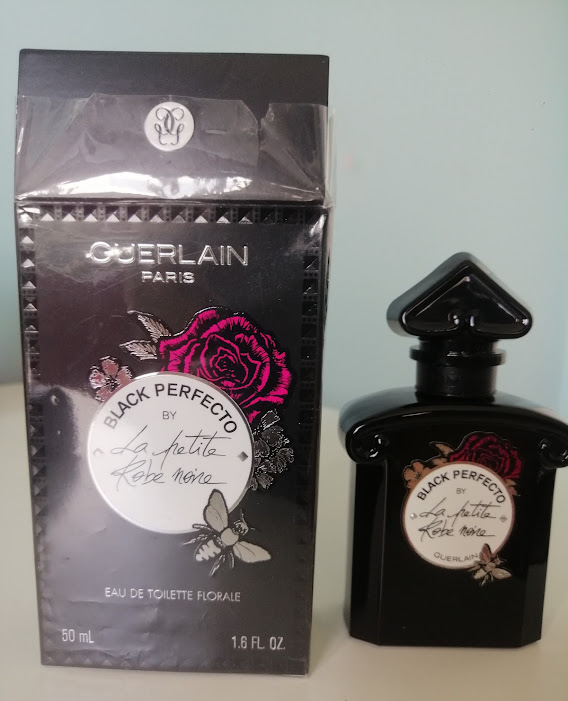 GUERLAIN
PARIS
BLACK PERFECTO
BY
La petite
Robe noire
EAU DE TOILETTE FLORALE
50 mL 1.6 FL. OZ.
BLACK PERFECTO
BY
La petite
Robe noire
GUERLAIN